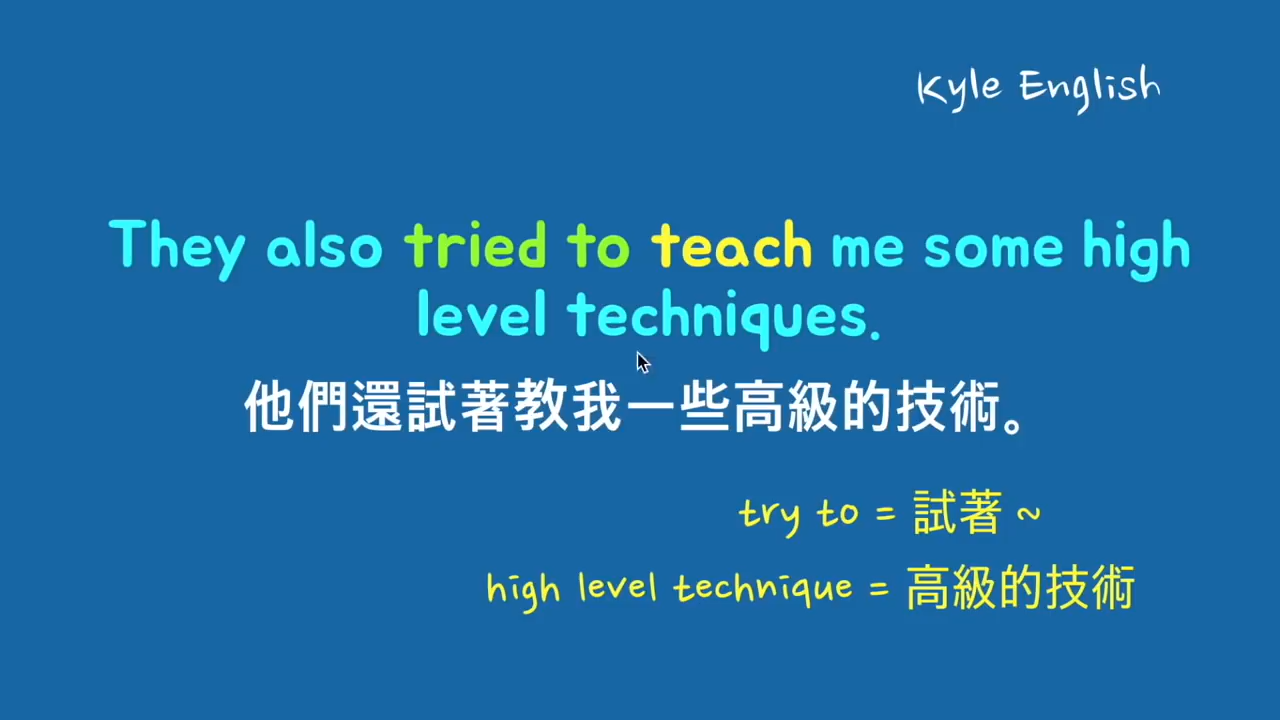 Kyle English
They also tried to teach me some high
level techniques.
他們還試著教我一些高級的技術。
try to = 試著 ~
high level technique = 高級的技術